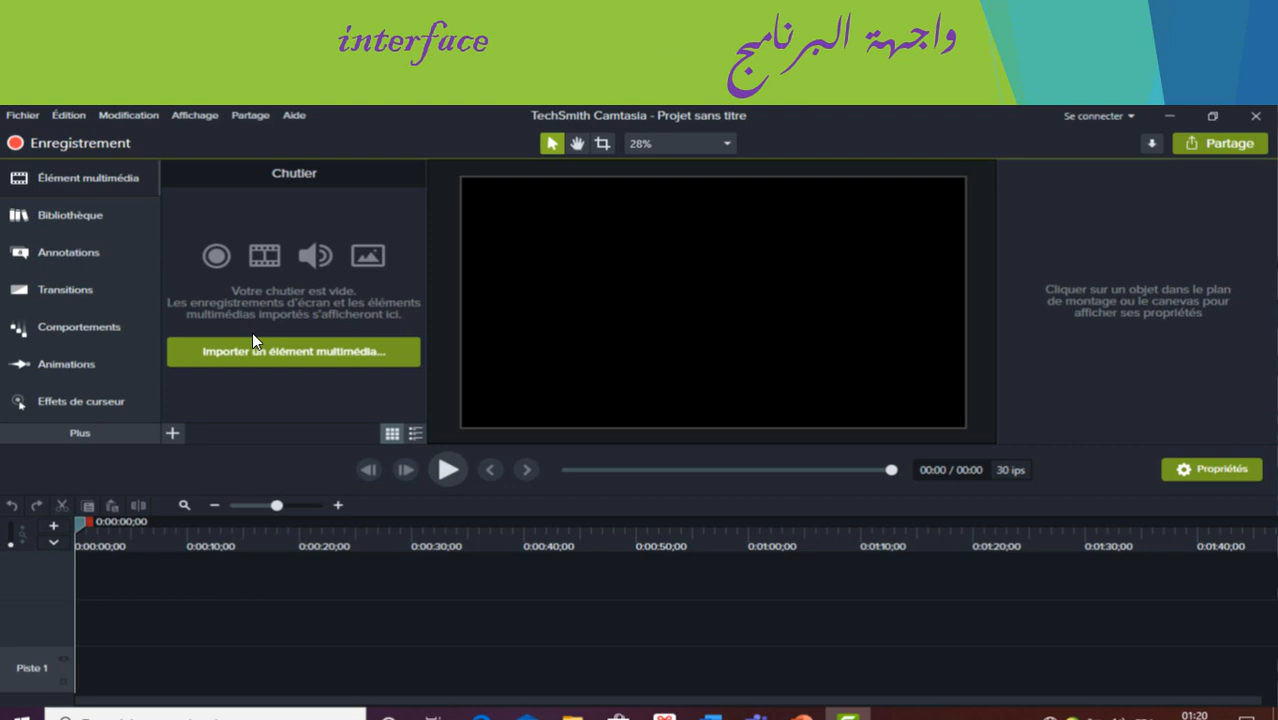 interface
واجهة البرنامج
Fichier Édition Modification Affichage Partage Aide
TechSmith Camtasia - Projet sans titre
Se connecter
Enregistrement
28%
Partage
Élément multimédia
Bibliothèque
Annotations
Transitions
Comportements
Animations
Effets de curseur
Plus
Chutier
Votre chutier est vide.
Les enregistrements d'écran et les éléments
multimédias importés s'afficheront ici.
Importer un élément multimédia...
Cliquer sur un objet dans le plan
de montage ou le canevas pour
afficher ses propriétés
00:00 / 00:00 30 ips
Propriétés
0:00:00;00
0:00:00;00 0:00:10;00 0:00:20;00 0:00:30;00 0:00:40;00 0:00:50;00 0:01:00;00 0:01:10;00 0:01:20;00 0:01:30;00 0:01:40;00
Piste 1
01:20